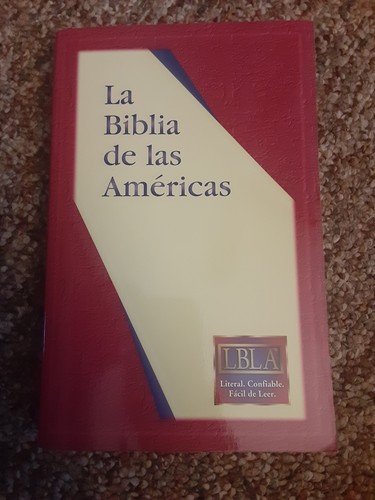 La
Biblia
de las
Américas
LBLA
Literal. Confiable.
Fácil de Leer.